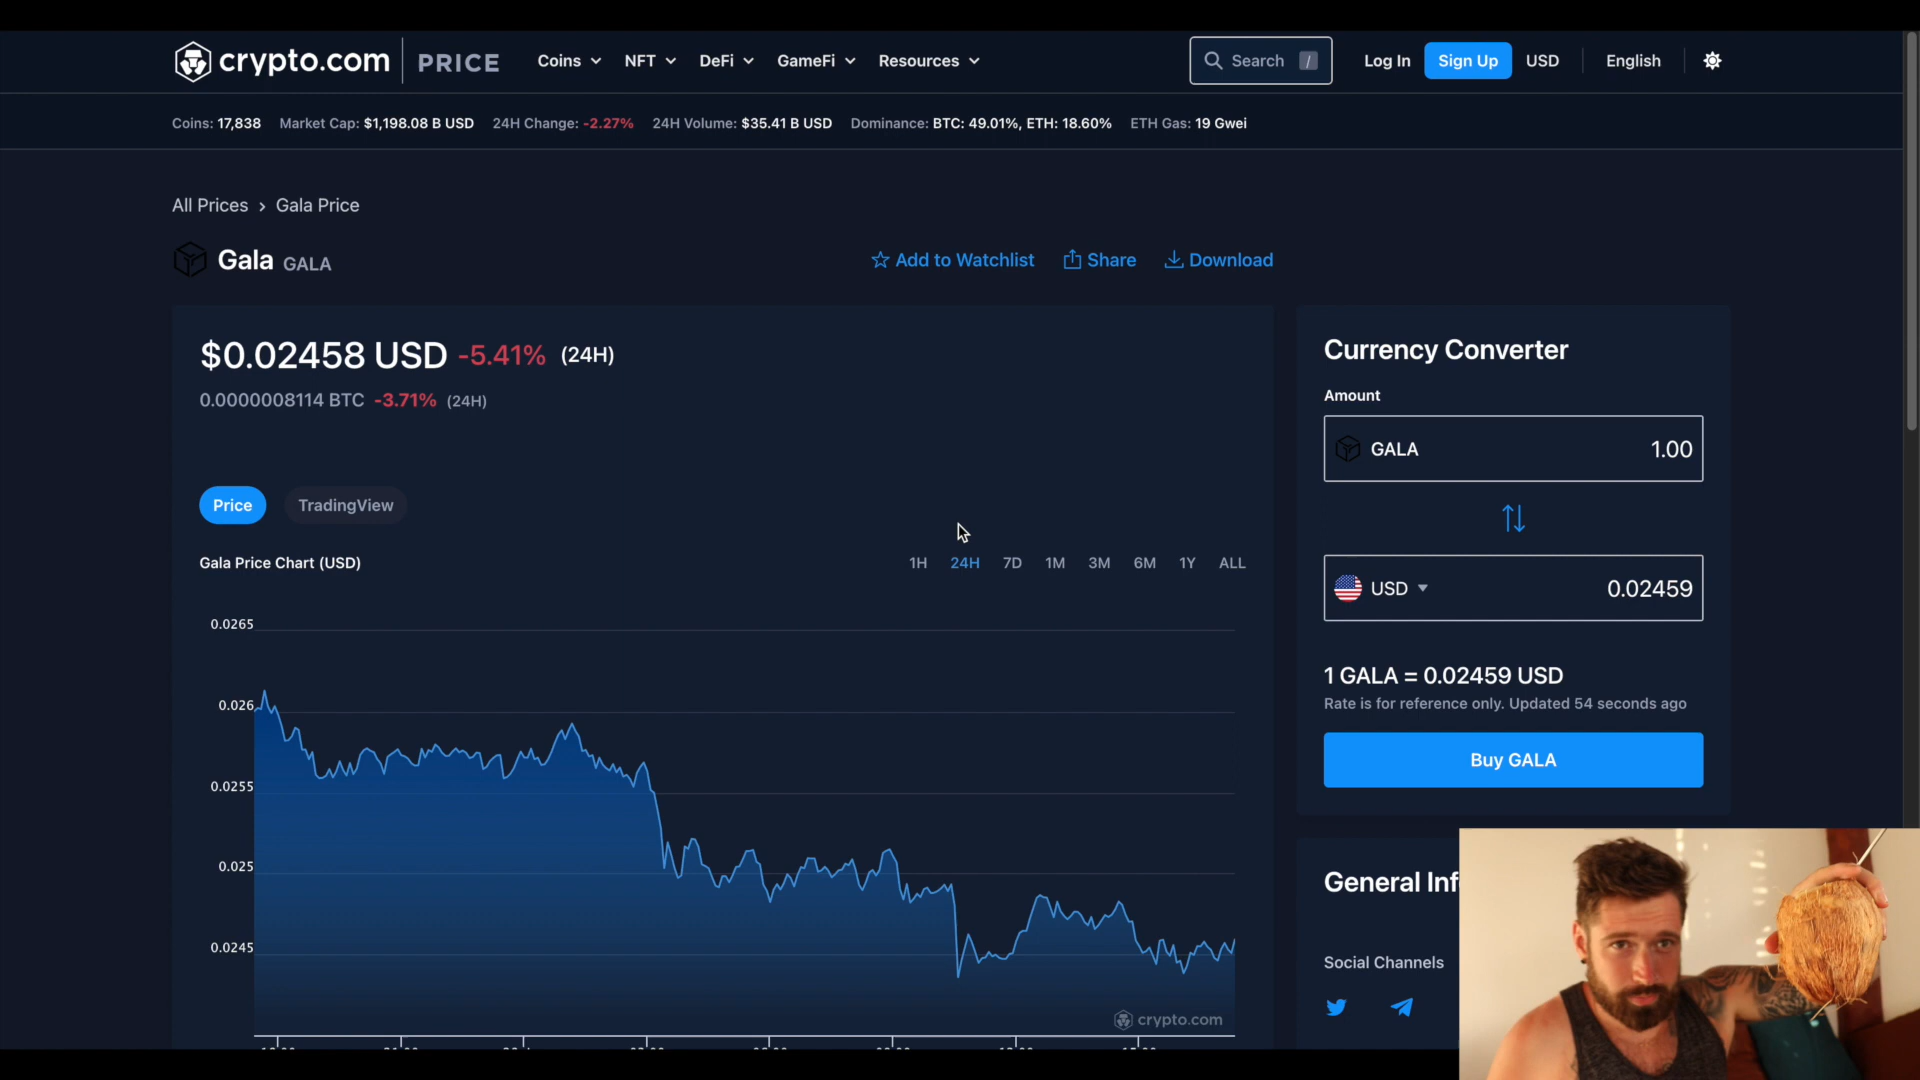 crypto.com PRICE Coins NFT DeFi GameFi Resources Search / Log In Sign Up USD English
Coins: 17,838 Market Cap: $1,198.08 B USD 24H Change: -2.27% 24H Volume: $35.41 B USD Dominance: BTC: 49.01%, ETH: 18.60% ETH Gas: 19 Gwei
All Prices > Gala Price
Gala GALA Add to Watchlist Share Download
$0.02458 USD -5.41% (24H)
0.0000008114 BTC -3.71% (24H)
Price TradingView
Gala Price Chart (USD) 1H 24H 7D 1M 3M 6M 1Y ALL
0.0265
0.026
0.0255
0.025
0.0245
crypto.com
Currency Converter
Amount
GALA 1.00
USD 0.02459
1 GALA = 0.02459 USD
Rate is for reference only. Updated 54 seconds ago
Buy GALA
General Inf
Social Channels